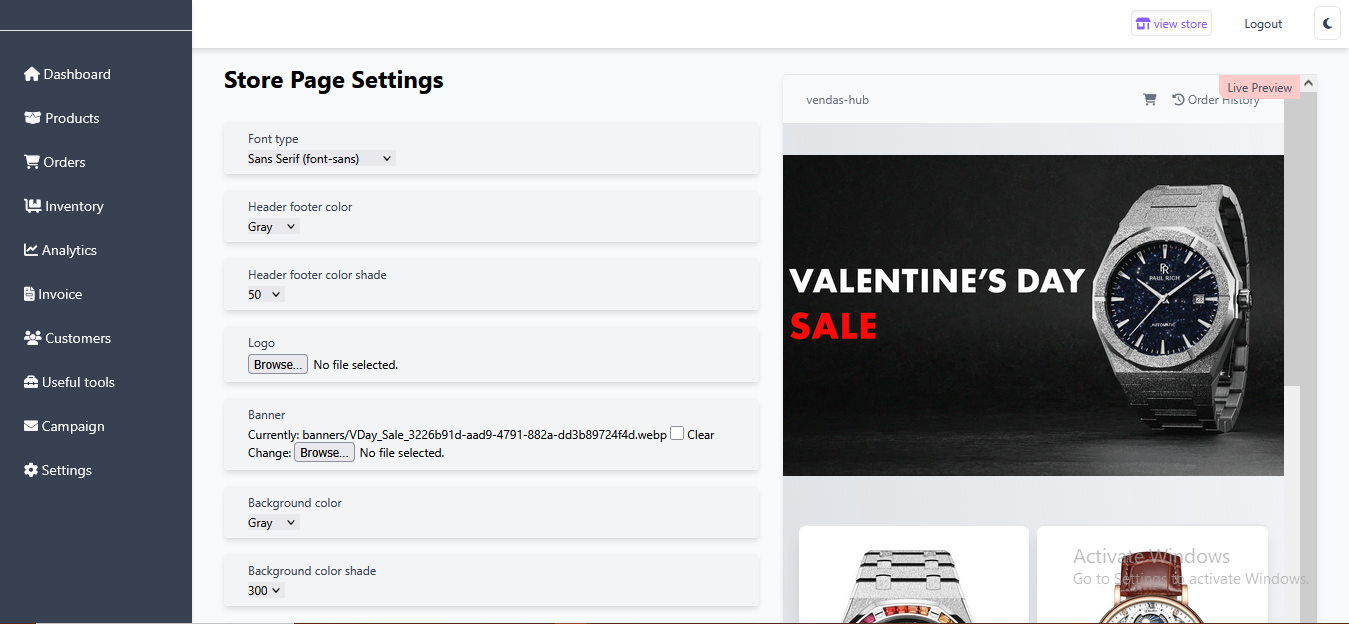 view store
Logout
Dashboard
Products
Orders
Inventory
Analytics
Invoice
Customers
Useful tools
Campaign
Settings
Store Page Settings
Font type
Sans Serif (font-sans)
Header footer color
Gray
Header footer color shade
50
Logo
Browse... No file selected.
Banner
Currently: banners/VDay_Sale_3226b91d-aad9-4791-882a-dd3b89724f4d.webp Clear
Change: Browse... No file selected.
Background color
Gray
Background color shade
300
Live Preview
vendas-hub
Order History
VALENTINE'S DAY
SALE
PAUL RICH
AUTOMATIC
Activate Windows
Go to Settings to activate Windows.